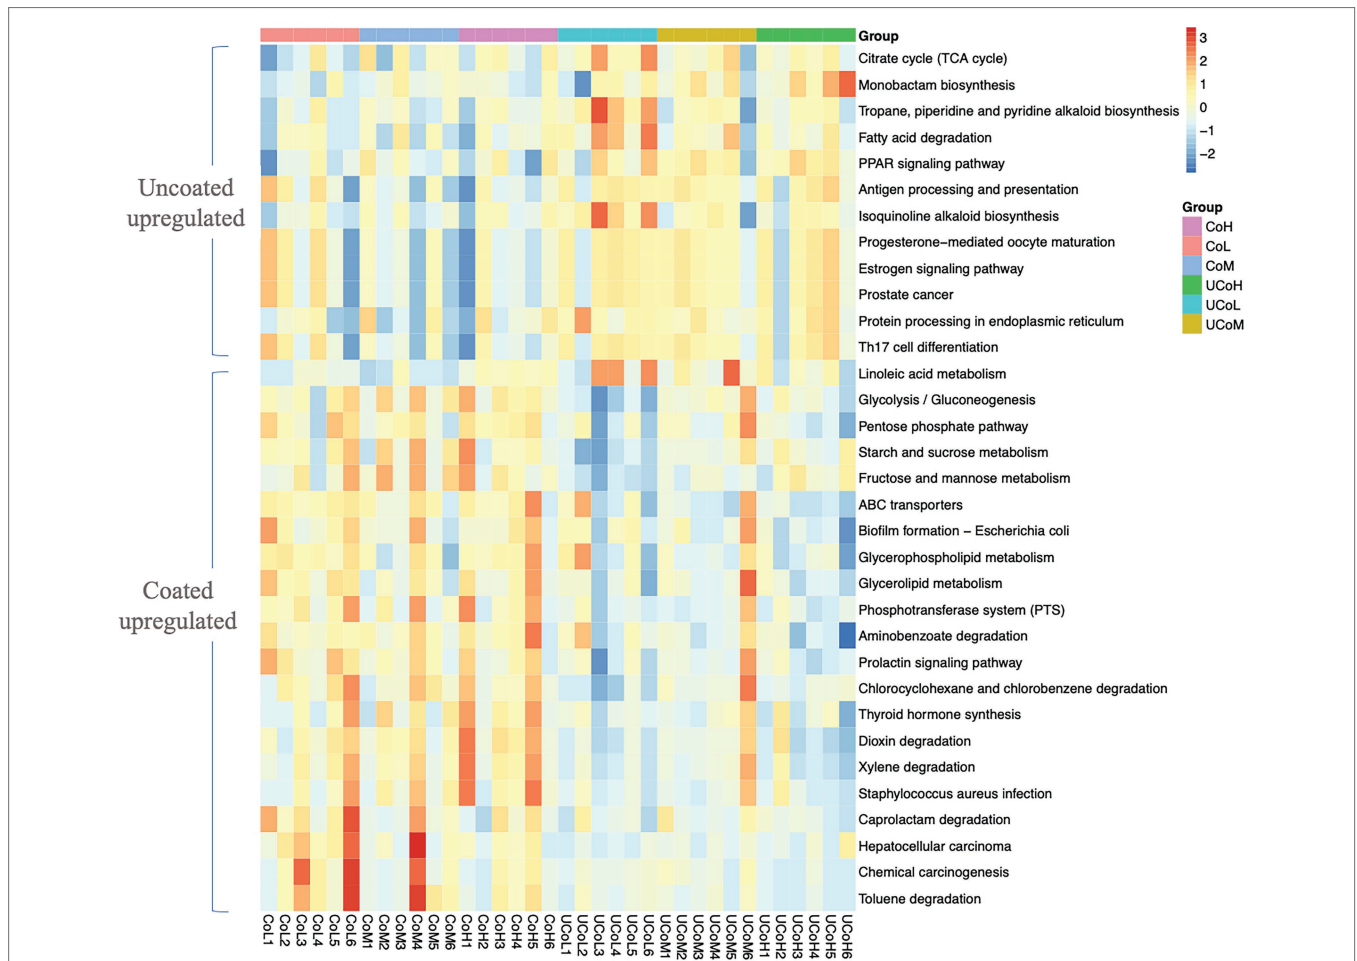 Group
Citrate cycle (TCA cycle)
Monobactam biosynthesis
Tropane, piperidine and pyridine alkaloid biosynthesis
Fatty acid degradation
PPAR signaling pathway
Antigen processing and presentation
Isoquinoline alkaloid biosynthesis
Progesterone−mediated oocyte maturation
Estrogen signaling pathway
Prostate cancer
Protein processing in endoplasmic reticulum
Th17 cell differentiation
Linoleic acid metabolism
Glycolysis / Gluconeogenesis
Pentose phosphate pathway
Starch and sucrose metabolism
Fructose and mannose metabolism
ABC transporters
Biofilm formation − Escherichia coli
Glycerophospholipid metabolism
Glycerolipid metabolism
Phosphotransferase system (PTS)
Aminobenzoate degradation
Prolactin signaling pathway
Chlorocyclohexane and chlorobenzene degradation
Thyroid hormone synthesis
Dioxin degradation
Xylene degradation
Staphylococcus aureus infection
Caprolactam degradation
Hepatocellular carcinoma
Chemical carcinogenesis
Toluene degradation
Uncoated
upregulated
Coated
upregulated
3
2
1
0
−1
−2
Group
CoH
CoL
CoM
UCoH
UCoL
UCoM
CoL1
CoL2
CoL3
CoL4
CoL5
CoL6
CoM1
CoM2
CoM3
CoM4
CoM5
CoM6
CoH1
CoH2
CoH3
CoH4
CoH5
CoH6
UCoL1
UCoL2
UCoL3
UCoL4
UCoL5
UCoL6
UCoM1
UCoM2
UCoM3
UCoM4
UCoM5
UCoM6
UCoH1
UCoH2
UCoH3
UCoH4
UCoH5
UCoH6